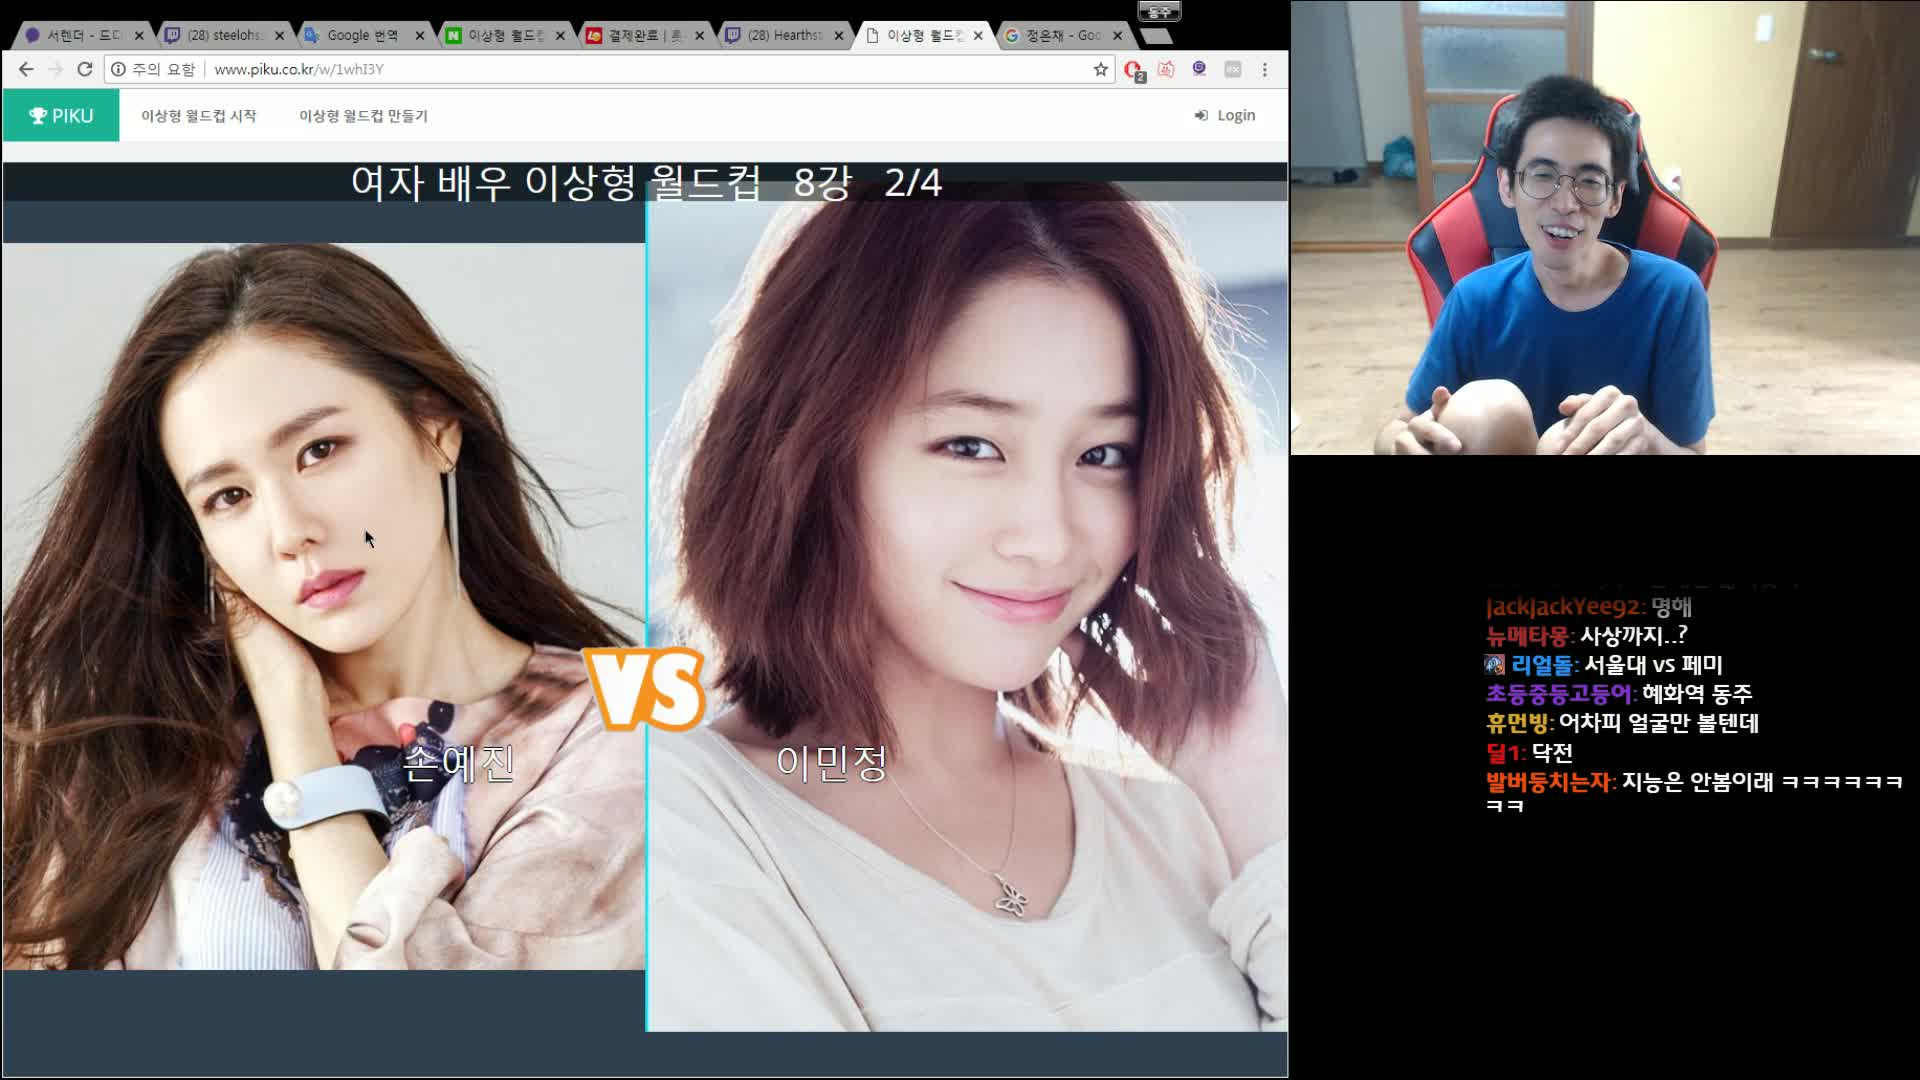 동주
서렌더 - 드디
(28) steelohs
Google 번역
이상형 월드컵
결제완료 | 롯
(28) Hearthst
이상형 월드컵
정은채 - Goo
주의 요함
www.piku.co.kr/w/1whI3Y
2
PIKU
이상형 월드컵 시작
이상형 월드컵 만들기
Login
여자 배우 이상형 월드컵 8강 2/4
VS
손예진
이민정
JackJackYee92: 명해
뉴메타몽: 사상까지..?
리얼돌: 서울대 vs 페미
초등중등고등어: 혜화역 동주
휴먼빙: 어차피 얼굴만 볼텐데
딜1: 닥전
발버둥치는자: 지능은 안봄이래 ㅋㅋㅋㅋㅋㅋ
ㅋㅋ